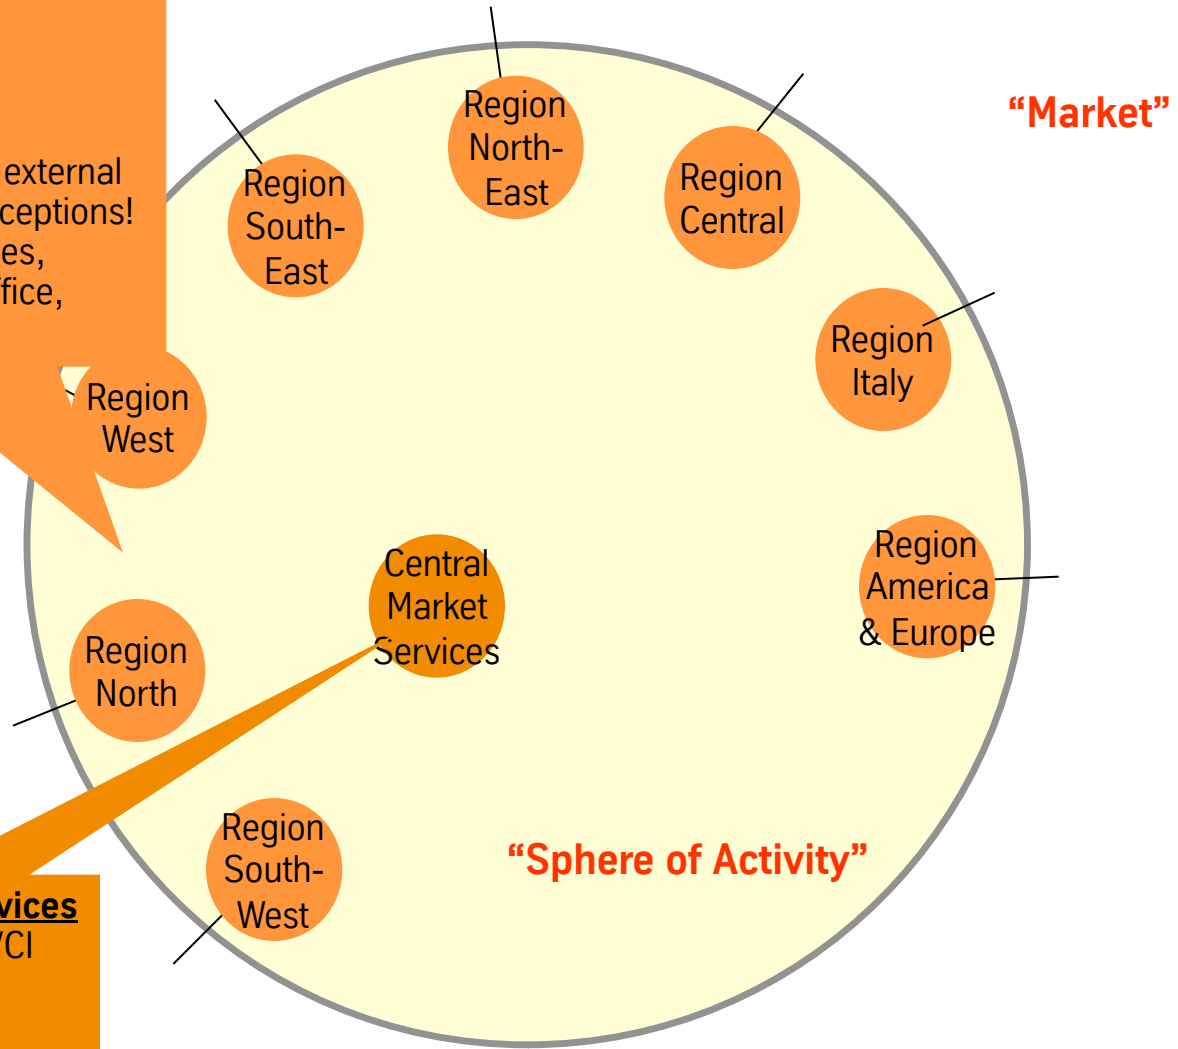 “Market”
external
ceptions!
es,
fice,
Region
North-
East
Region
Central
Region
South-
East
Region
Italy
Region
West
Region
America
& Europe
Central
Market
Services
Region
North
Region
South-
West
“Sphere of Activity”
vices
/CI